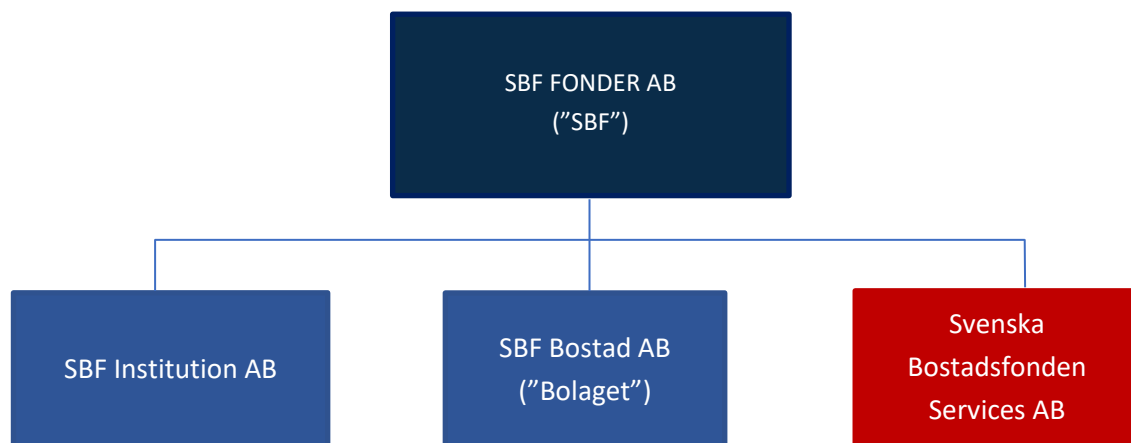 SBF FONDER AB
(”SBF”)
SBF Institution AB
SBF Bostad AB
(”Bolaget”)
Svenska
Bostadsfonden
Services AB